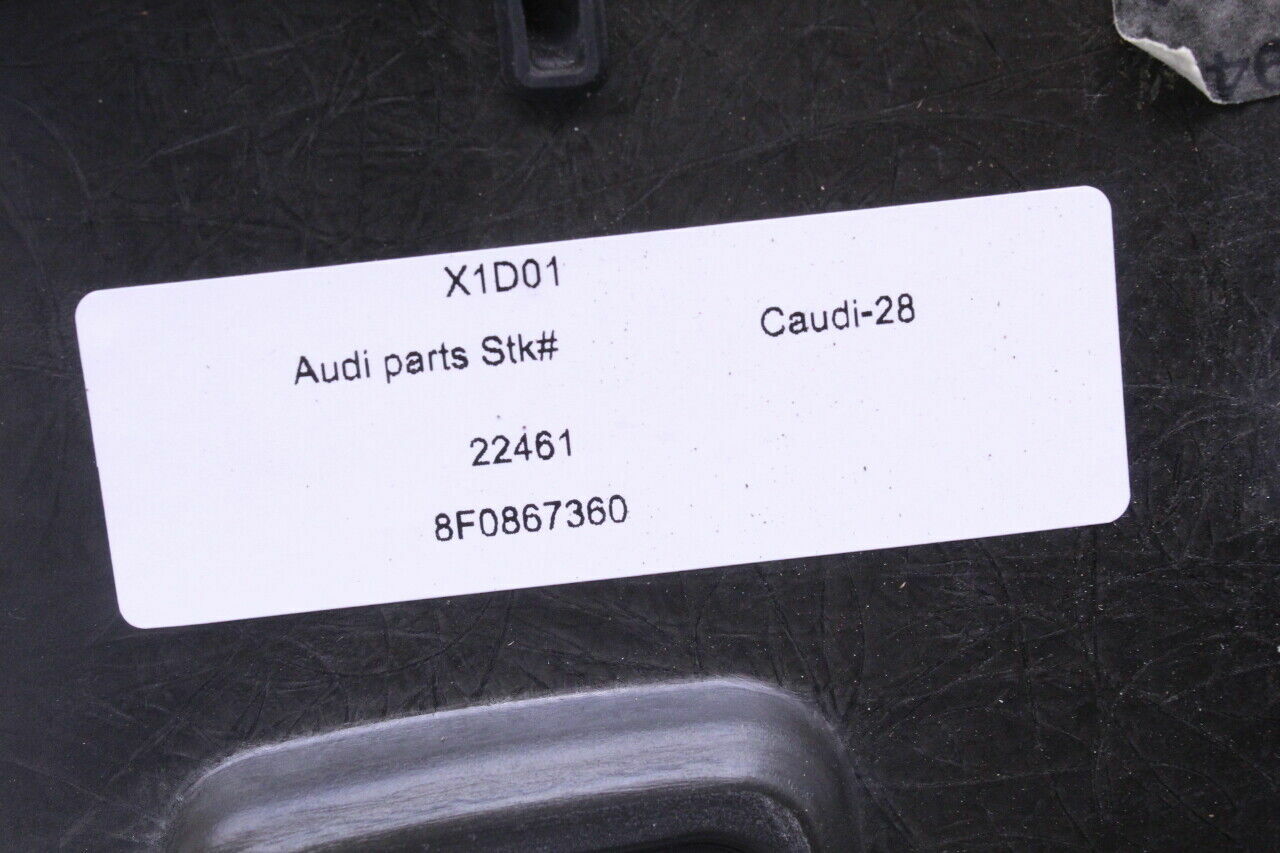 X1D01
Audi parts Stk#
Caudi-28
22461
8F0867360